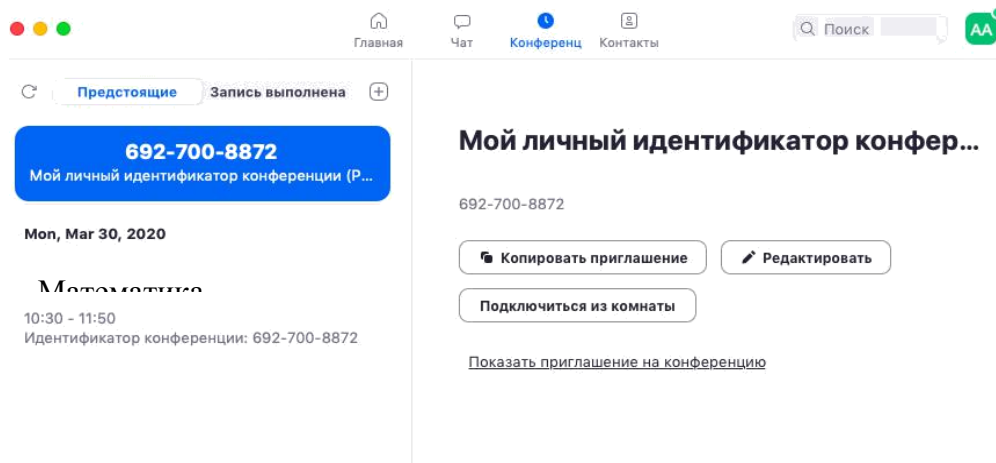 Главная
Чат
Конференц
Контакты
Поиск
АА
Предстоящие
Запись выполнена
692-700-8872
Мой личный идентификатор конференции (P...
Mon, Mar 30, 2020
Математика
10:30 - 11:50
Идентификатор конференции: 692-700-8872
Мой личный идентификатор конфер...
692-700-8872
Копировать приглашение
Редактировать
Подключиться из комнаты
Показать приглашение на конференцию